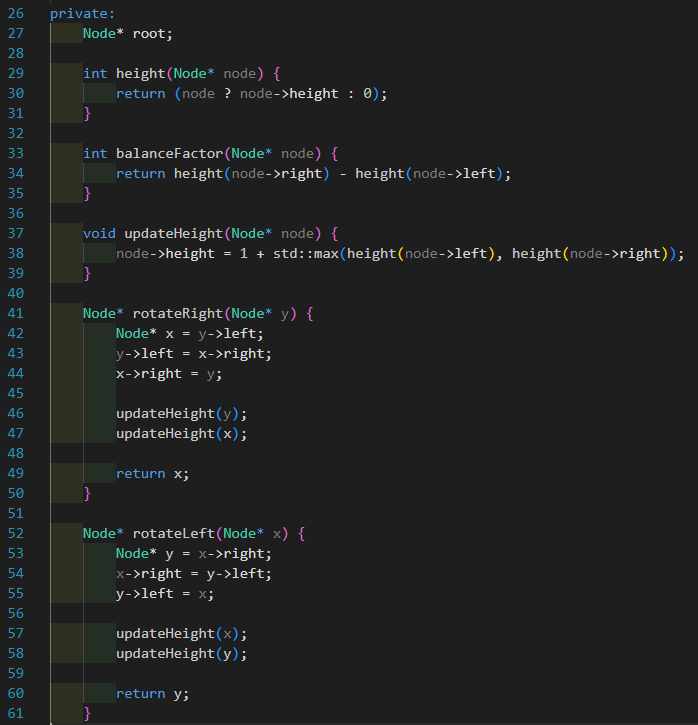 26 private:
27     Node* root;
28
29     int height(Node* node) {
30         return (node ? node->height : 0);
31     }
32
33     int balanceFactor(Node* node) {
34         return height(node->right) - height(node->left);
35     }
36
37     void updateHeight(Node* node) {
38         node->height = 1 + std::max(height(node->left), height(node->right));
39     }
40
41     Node* rotateRight(Node* y) {
42         Node* x = y->left;
43         y->left = x->right;
44         x->right = y;
45
46         updateHeight(y);
47         updateHeight(x);
48
49         return x;
50     }
51
52     Node* rotateLeft(Node* x) {
53         Node* y = x->right;
54         x->right = y->left;
55         y->left = x;
56
57         updateHeight(x);
58         updateHeight(y);
59
60         return y;
61     }